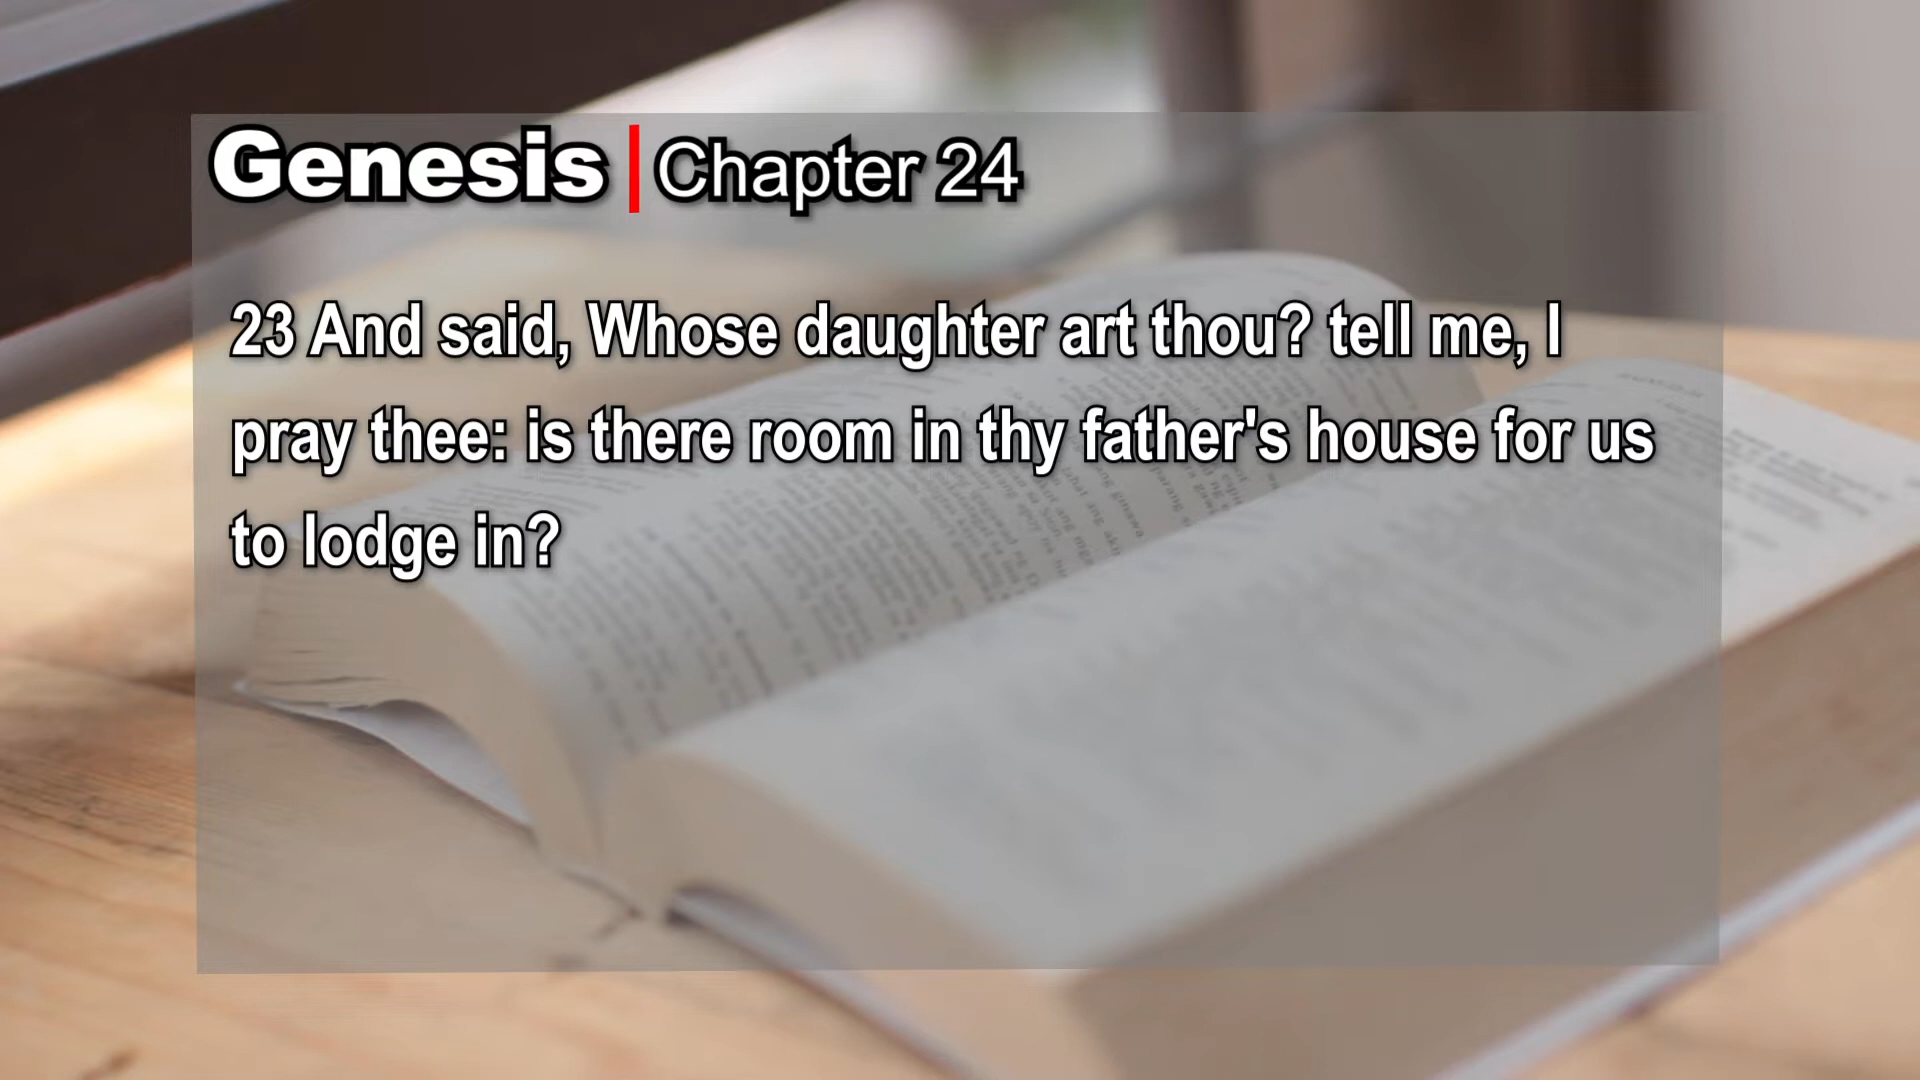 Genesis | Chapter 24
23 And said, Whose daughter art thou? tell me, I
pray thee: is there room in thy father's house for us
to lodge in?